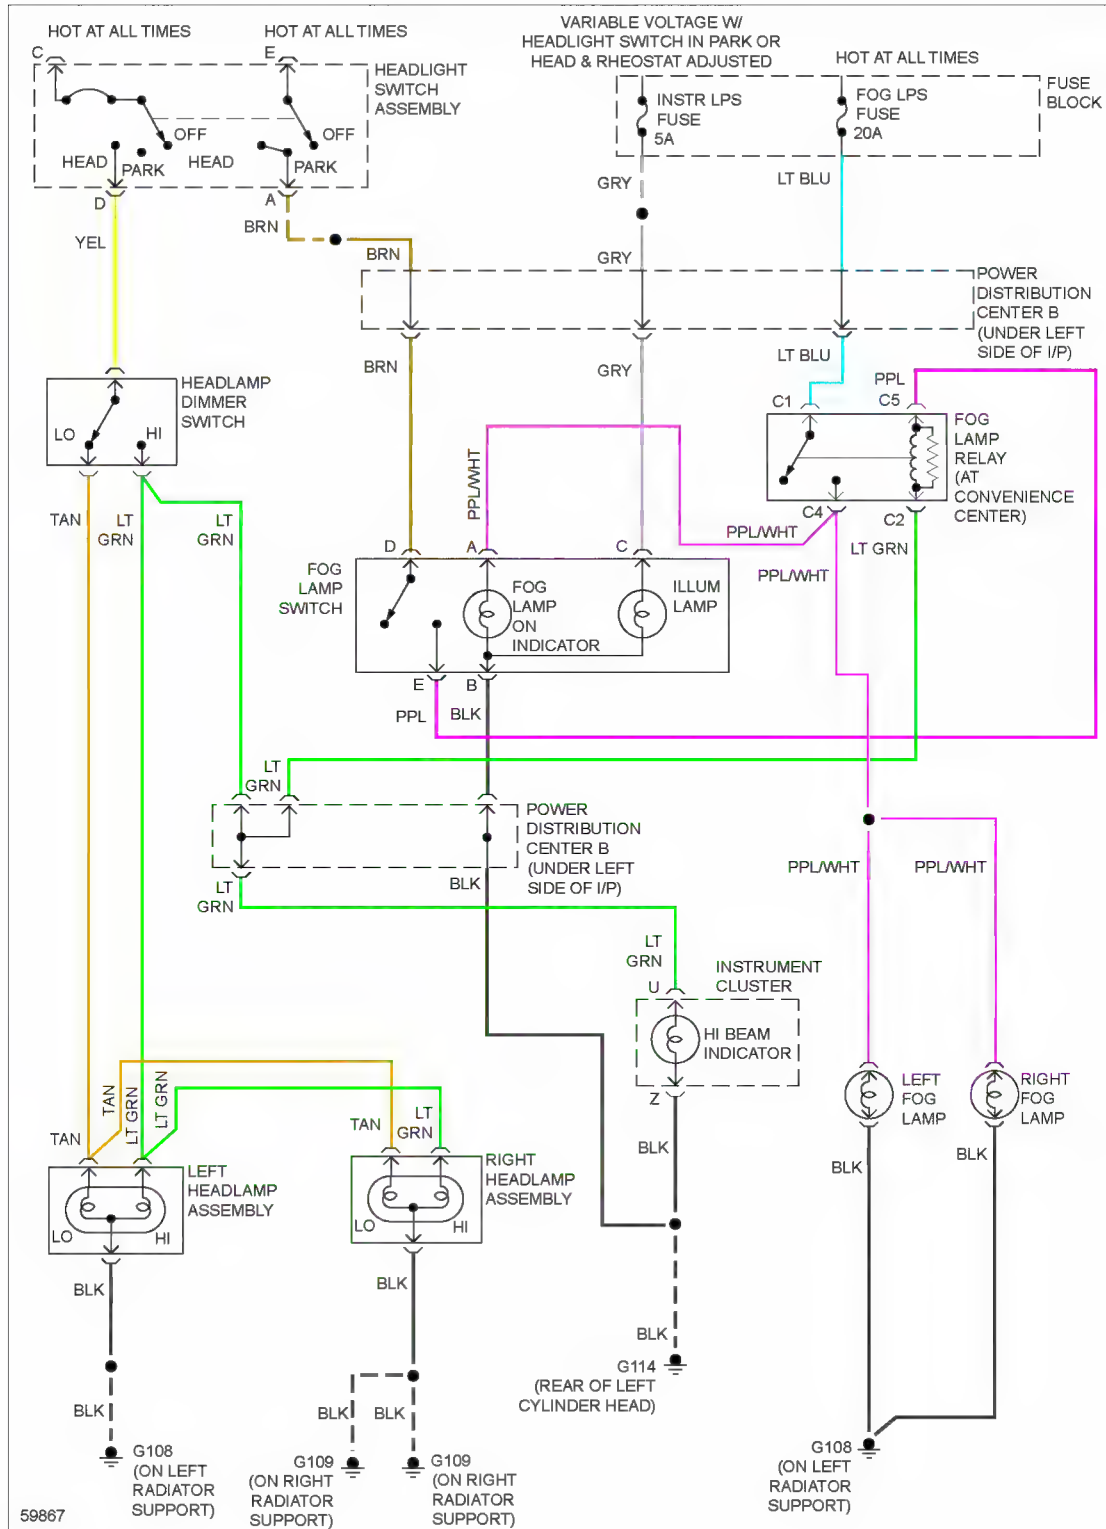 HOT AT ALL TIMES
HOT AT ALL TIMES
VARIABLE VOLTAGE W/
HEADLIGHT SWITCH IN PARK OR
HEAD & RHEOSTAT ADJUSTED
HOT AT ALL TIMES
C
E
HEADLIGHT
SWITCH
ASSEMBLY
OFF
OFF
HEAD
PARK
HEAD
PARK
INSTR LPS
FUSE
5A
FOG LPS
FUSE
20A
FUSE
BLOCK
D
A
YEL
BRN
BRN
GRY
GRY
LT BLU
POWER
DISTRIBUTION
CENTER B
(UNDER LEFT
SIDE OF I/P)
BRN
GRY
LT BLU
PPL
C1
C5
HEADLAMP
DIMMER
SWITCH
LO
HI
FOG
LAMP
RELAY
(AT
CONVENIENCE
CENTER)
C4
C2
TAN
LT
GRN
LT
GRN
PPL/WHT
PPL/WHT
PPL/WHT
LT GRN
D
A
C
FOG
LAMP
SWITCH
FOG
LAMP
ON
INDICATOR
ILLUM
LAMP
E
B
PPL
BLK
LT
GRN
POWER
DISTRIBUTION
CENTER B
(UNDER LEFT
SIDE OF I/P)
LT
GRN
BLK
PPL/WHT
PPL/WHT
LT
GRN
U
INSTRUMENT
CLUSTER
HI BEAM
INDICATOR
Z
LEFT
FOG
LAMP
RIGHT
FOG
LAMP
TAN
TAN
LT GRN
LT GRN
TAN
LT
GRN
BLK
BLK
BLK
LEFT
HEADLAMP
ASSEMBLY
LO
HI
RIGHT
HEADLAMP
ASSEMBLY
LO
HI
BLK
BLK
BLK
G114
(REAR OF LEFT
CYLINDER HEAD)
BLK
BLK
BLK
G108
(ON LEFT
RADIATOR
SUPPORT)
G109
(ON RIGHT
RADIATOR
SUPPORT)
G109
(ON RIGHT
RADIATOR
SUPPORT)
G108
(ON LEFT
RADIATOR
SUPPORT)
59867